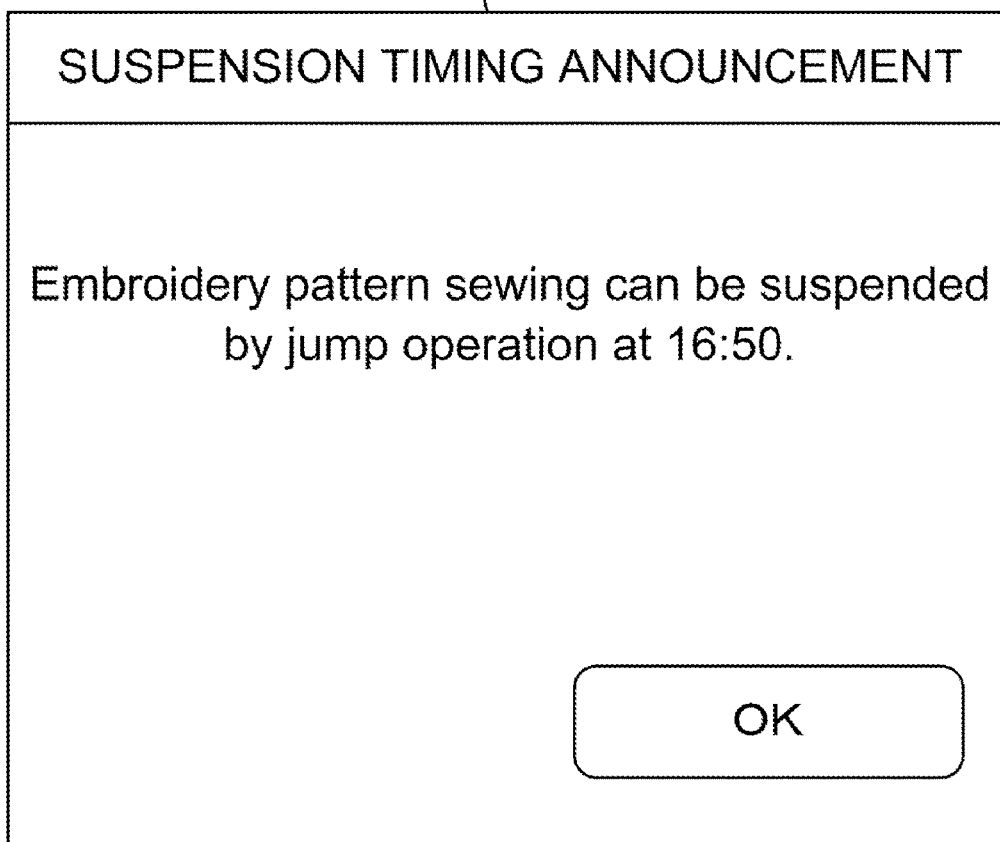 SUSPENSION TIMING ANNOUNCEMENT
Embroidery pattern sewing can be suspended
by jump operation at 16:50.
OK